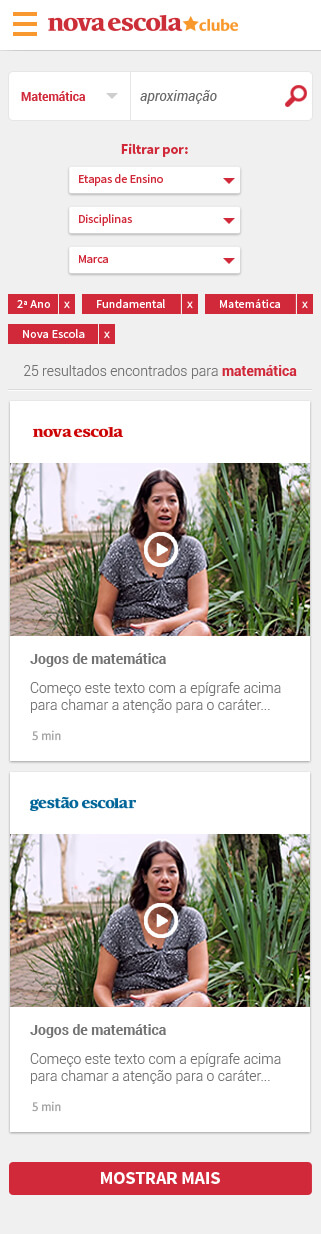 nova escola clube
Matemática aproximação
Filtrar por:
Etapas de Ensino
Disciplinas
Marca
2ª Ano x Fundamental x Matemática x
Nova Escola x
25 resultados encontrados para matemática
nova escola
Jogos de matemática
Começo este texto com a epígrafe acima
para chamar a atenção para o caráter...
5 min
gestão escolar
Jogos de matemática
Começo este texto com a epígrafe acima
para chamar a atenção para o caráter...
5 min
MOSTRAR MAIS